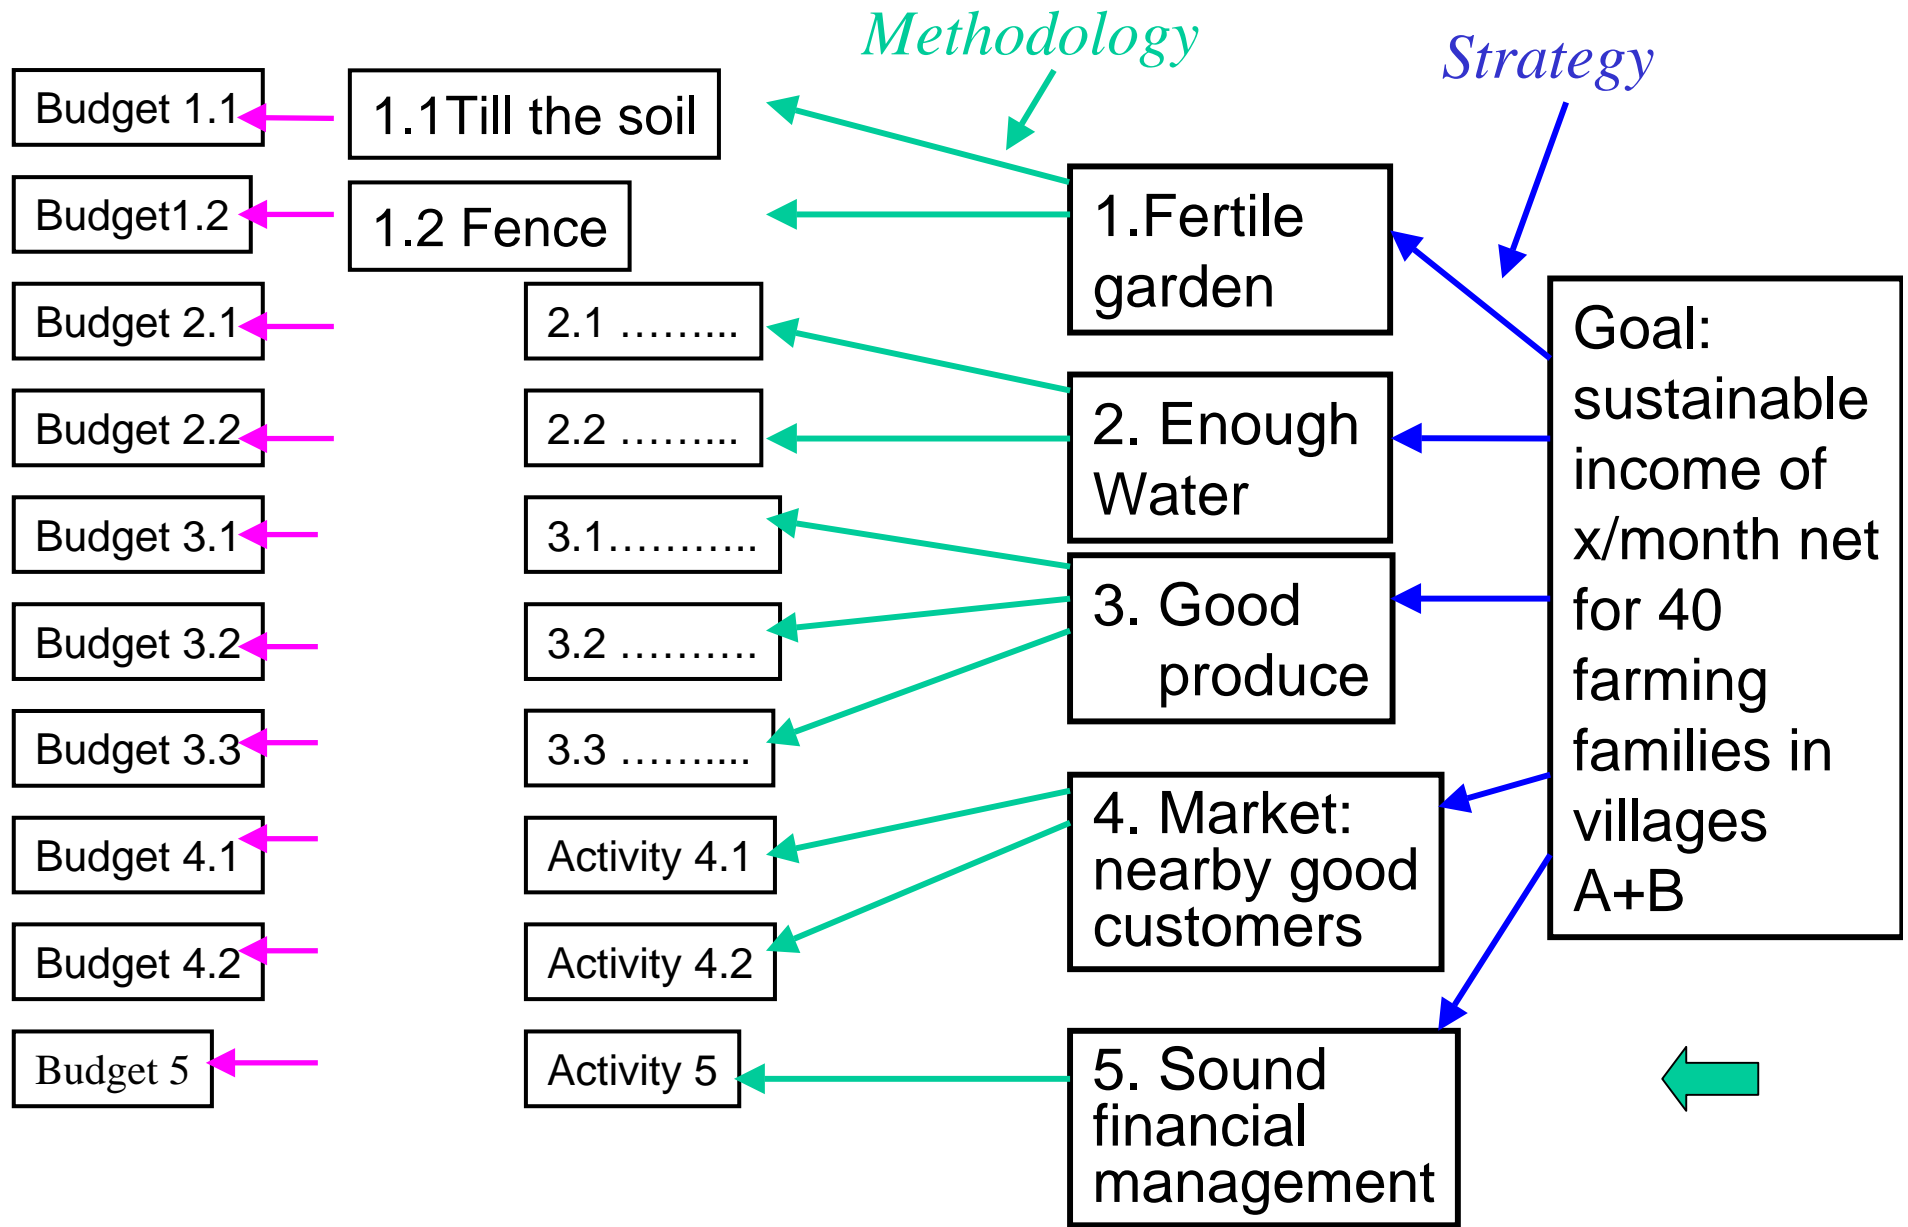 Methodology
Strategy
Budget 1.1
Budget1.2
Budget 2.1
Budget 2.2
Budget 3.1
Budget 3.2
Budget 3.3
Budget 4.1
Budget 4.2
Budget 5
1.1Till the soil
1.2 Fence
2.1 ……...
2.2 ……...
3.1………..
3.2 ……….
3.3 ……....
Activity 4.1
Activity 4.2
Activity 5
1.Fertile
garden
2. Enough
Water
3. Good
produce
4. Market:
nearby good
customers
5. Sound
financial
management
Goal:
sustainable
income of
x/month net
for 40
farming
families in
villages
A+B